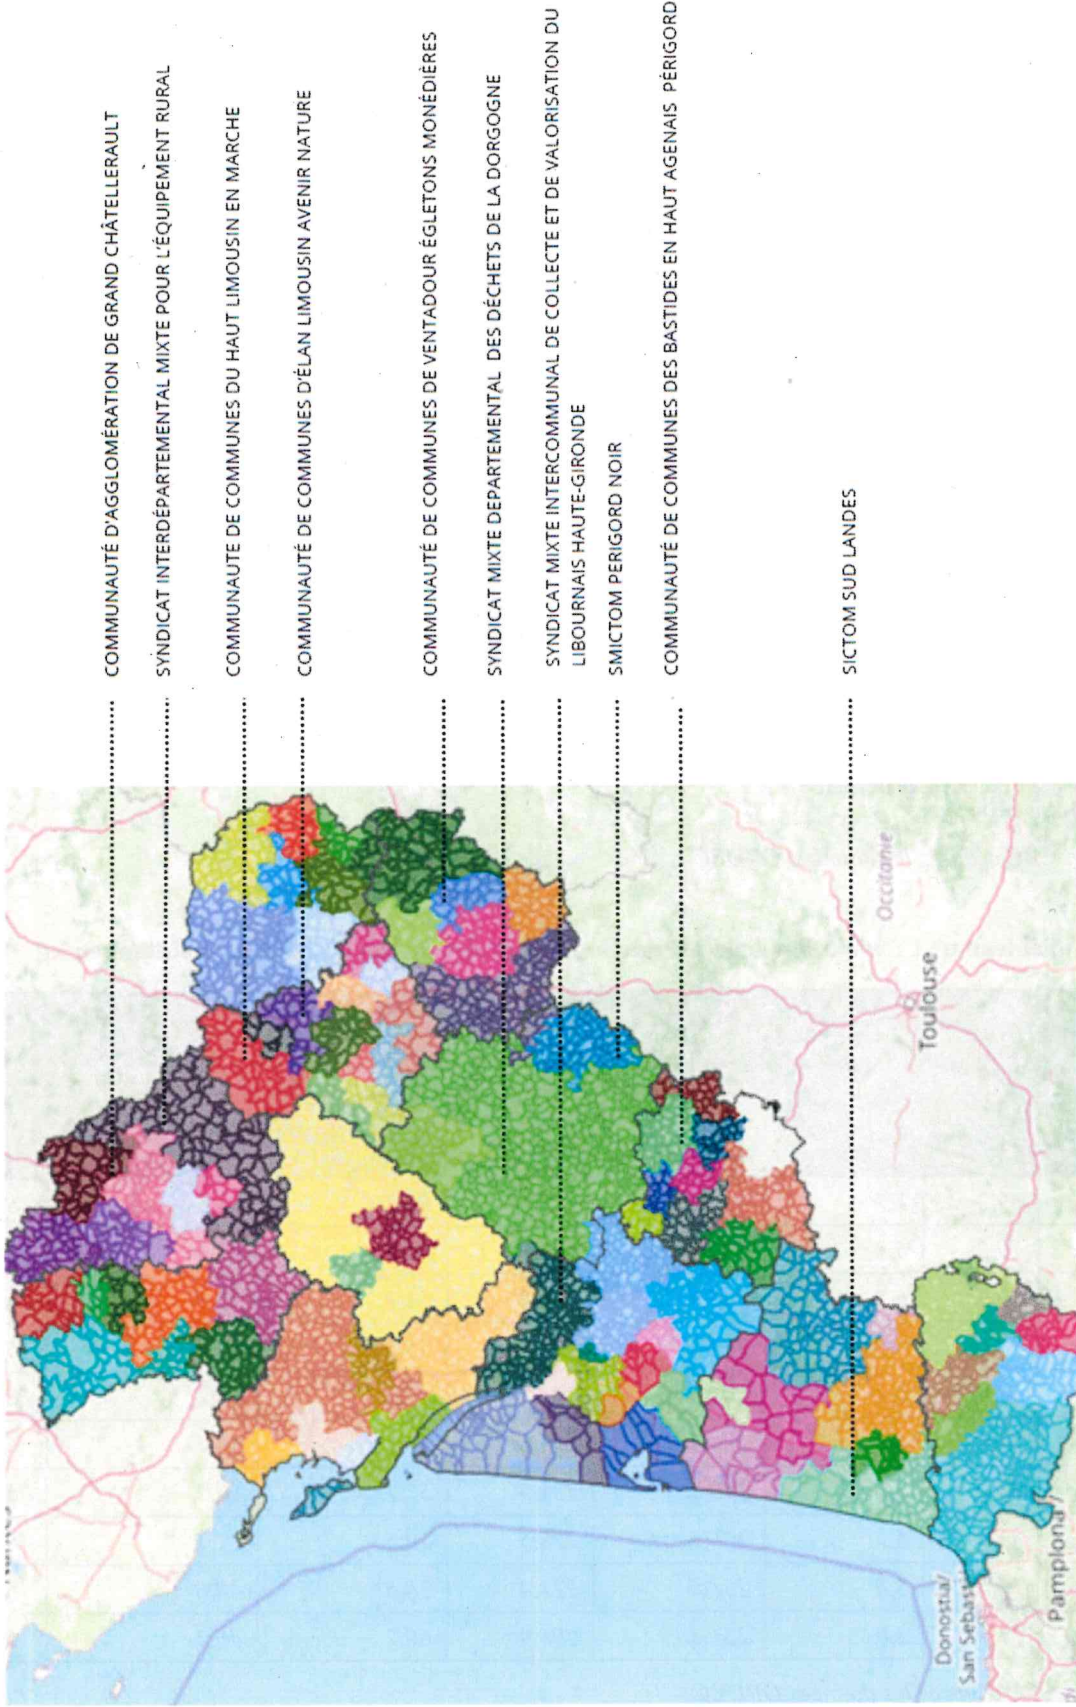 COMMUNAUTÉ D'AGGLOMÉRATION DE GRAND CHÂTELLERAULT
SYNDICAT INTERDÉPARTEMENTAL MIXTE POUR L'ÉQUIPEMENT RURAL
COMMUNAUTE DE COMMUNES DU HAUT LIMOUSIN EN MARCHE
COMMUNAUTÉ DE COMMUNES D'ÉLAN LIMOUSIN AVENIR NATURE
COMMUNAUTÉ DE COMMUNES DE VENTADOUR ÉGLETONS MONÉDIÈRES
SYNDICAT MIXTE DEPARTEMENTAL DES DÉCHETS DE LA DORGOGNE
SYNDICAT MIXTE INTERCOMMUNAL DE COLLECTE ET DE VALORISATION DU
LIBOURNAIS HAUTE-GIRONDE
SMICTOM PERIGORD NOIR
COMMUNAUTÉ DE COMMUNES DES BASTIDES EN HAUT AGENAIS PÉRIGORD
SICTOM SUD LANDES
Occitanie
Toulouse
Donostia/
San Sebast
Pamplona /